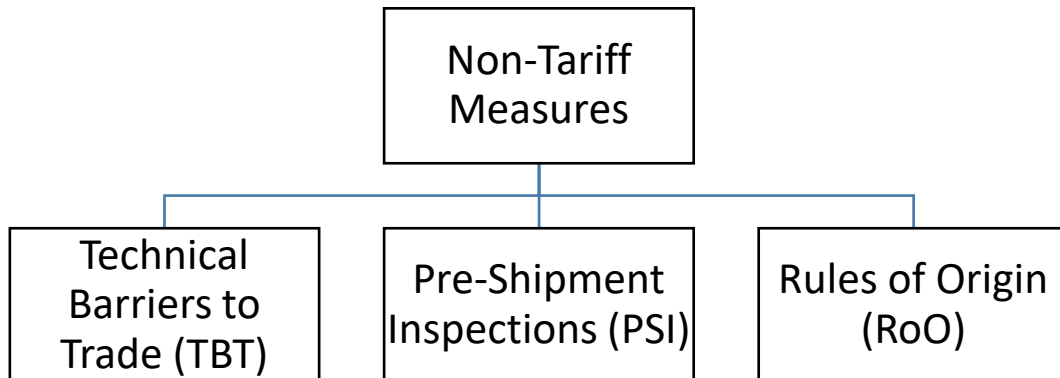 Non-Tariff
Measures
Technical
Barriers to
Trade (TBT)
Pre-Shipment
Inspections (PSI)
Rules of Origin
(RoO)